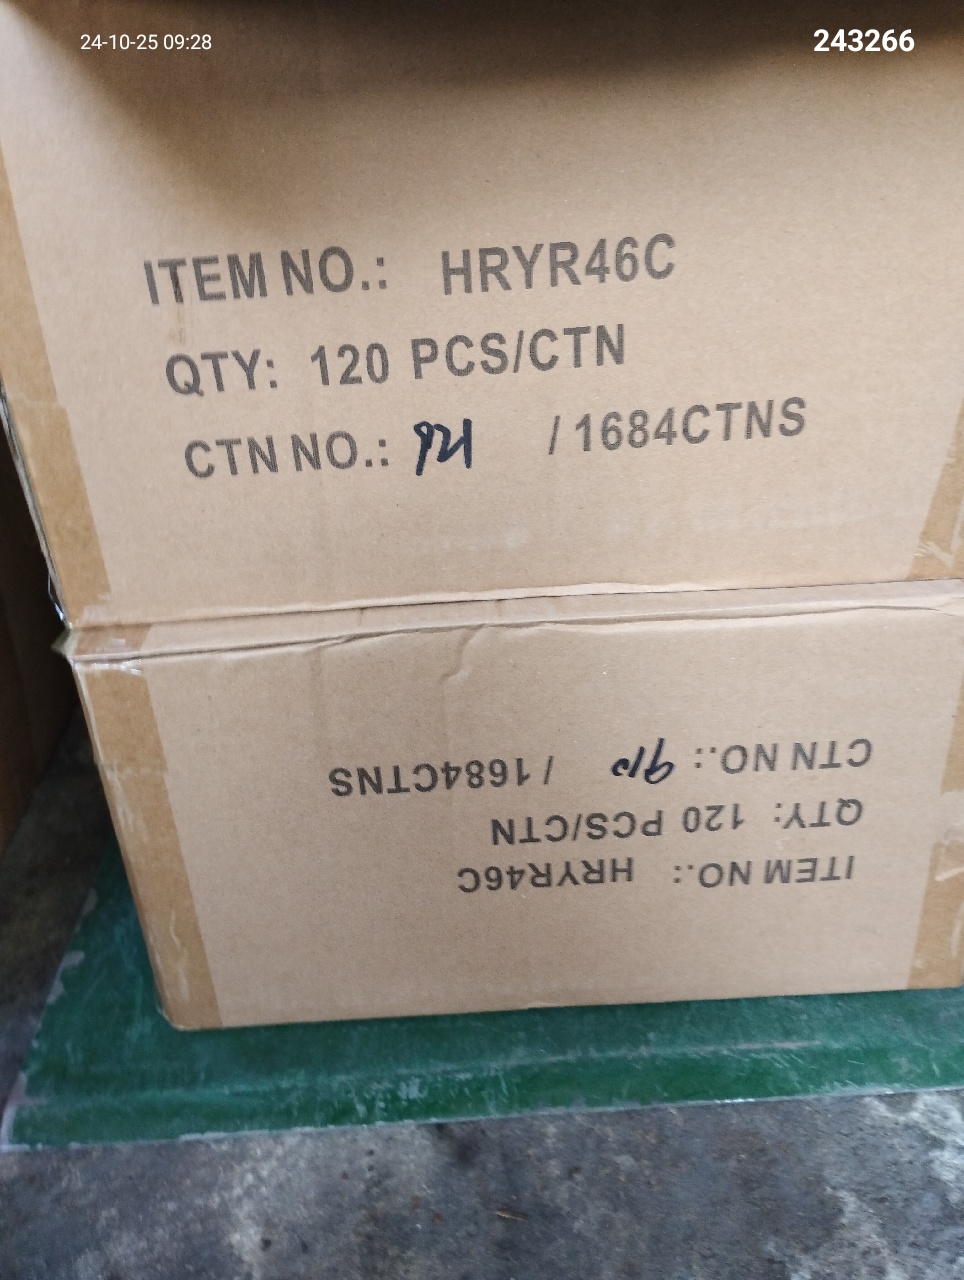 24-10-25 09:28
243266
ITEM NO.: HRYR46C
QTY: 120 PCS/CTN
CTN NO.: 921 / 1684CTNS
CTN NO.: 910 / 1684CTNS
QTY: 120 PCS/CTN
ITEM NO.: HRYR46C